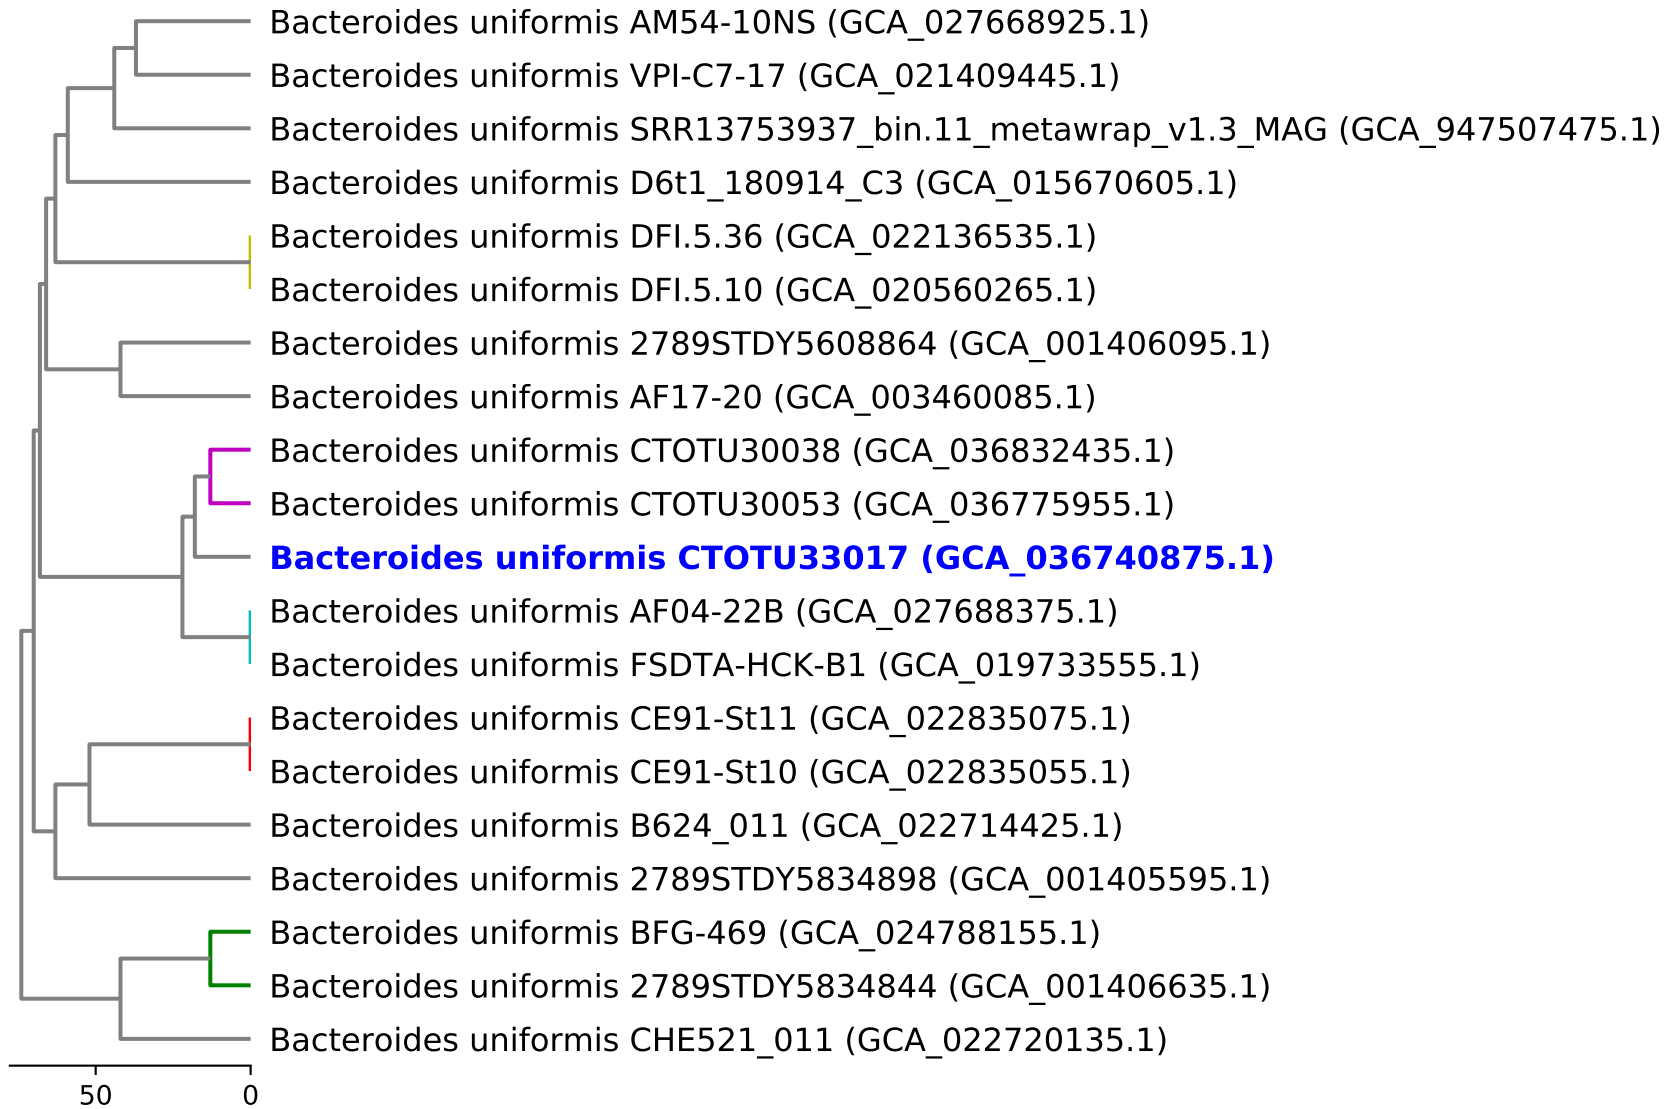 Bacteroides uniformis AM54-10NS (GCA_027668925.1)
Bacteroides uniformis VPI-C7-17 (GCA_021409445.1)
Bacteroides uniformis SRR13753937_bin.11_metawrap_v1.3_MAG (GCA_947507475.1)
Bacteroides uniformis D6t1_180914_C3 (GCA_015670605.1)
Bacteroides uniformis DFI.5.36 (GCA_022136535.1)
Bacteroides uniformis DFI.5.10 (GCA_020560265.1)
Bacteroides uniformis 2789STDY5608864 (GCA_001406095.1)
Bacteroides uniformis AF17-20 (GCA_003460085.1)
Bacteroides uniformis CTOTU30038 (GCA_036832435.1)
Bacteroides uniformis CTOTU30053 (GCA_036775955.1)
Bacteroides uniformis CTOTU33017 (GCA_036740875.1)
Bacteroides uniformis AF04-22B (GCA_027688375.1)
Bacteroides uniformis FSDTA-HCK-B1 (GCA_019733555.1)
Bacteroides uniformis CE91-St11 (GCA_022835075.1)
Bacteroides uniformis CE91-St10 (GCA_022835055.1)
Bacteroides uniformis B624_011 (GCA_022714425.1)
Bacteroides uniformis 2789STDY5834898 (GCA_001405595.1)
Bacteroides uniformis BFG-469 (GCA_024788155.1)
Bacteroides uniformis 2789STDY5834844 (GCA_001406635.1)
Bacteroides uniformis CHE521_011 (GCA_022720135.1)
50 0